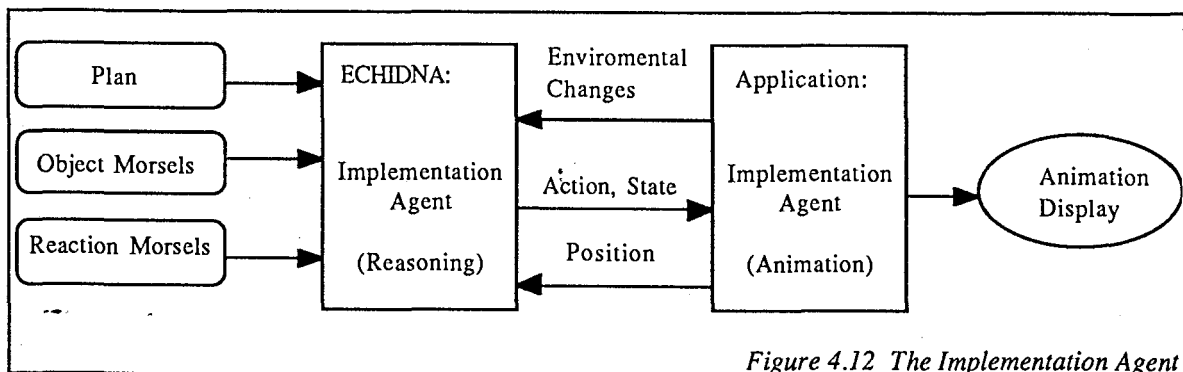 Plan
Object Morsels
Reaction Morsels
ECHIDNA:
Implementation
Agent
(Reasoning)
Enviromental
Changes
Action, State
Position
Application:
Implementation
Agent
(Animation)
Animation
Display
Figure 4.12 The Implementation Agent